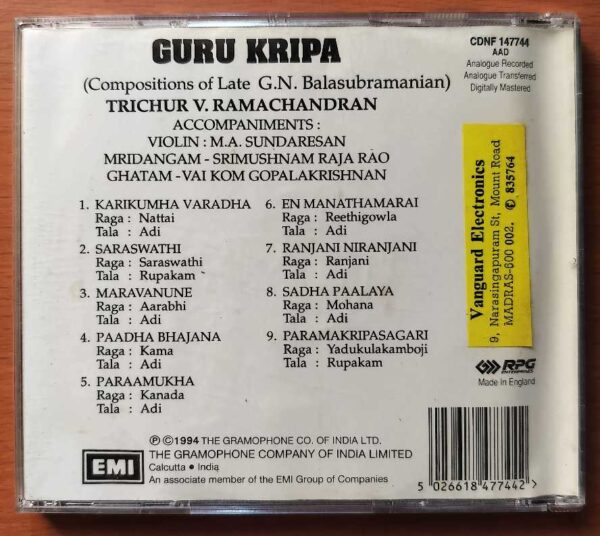 GURU KRIPA
(Compositions of Late G.N. Balasubramanian)
TRICHUR V. RAMACHANDRAN
ACCOMPANIMENTS :
VIOLIN : M.A. SUNDARESAN
MRIDANGAM - SRIMUSHNAM RAJA RAO
GHATAM - VAI KOM GOPALAKRISHNAN
CDNF 147744
AAD
Analogue Recorded
Analogue Transferred
Digitally Mastered
1. KARIKUMHA VARADHA
Raga : Nattai
Tala : Adi
2. SARASWATHI
Raga : Saraswathi
Tala : Rupakam
3. MARAVANUNE
Raga : Aarabhi
Tala : Adi
4. PAADHA BHAJANA
Raga : Kama
Tala : Adi
5. PARAAMUKHA
Raga : Kanada
Tala : Adi
6. EN MANATHAMARAI
Raga : Reethigowla
Tala : Adi
7. RANJANI NIRANJANI
Raga : Ranjani
Tala : Adi
8. SADHA PAALAYA
Raga : Mohana
Tala : Adi
9. PARAMAKRIPASAGARI
Raga : Yadukulakamboji
Tala : Rupakam
Vanguard Electronics
9, Narasingapuram St, Mount Road
MADRAS-600 002. ✆ 835764
RPG
ENTERPRISES
Made in England
EMI
℗ © 1994 THE GRAMOPHONE CO. OF INDIA LTD.
THE GRAMOPHONE COMPANY OF INDIA LIMITED
Calcutta • India
An associate member of the EMI Group of Companies
5 026618 477442 >